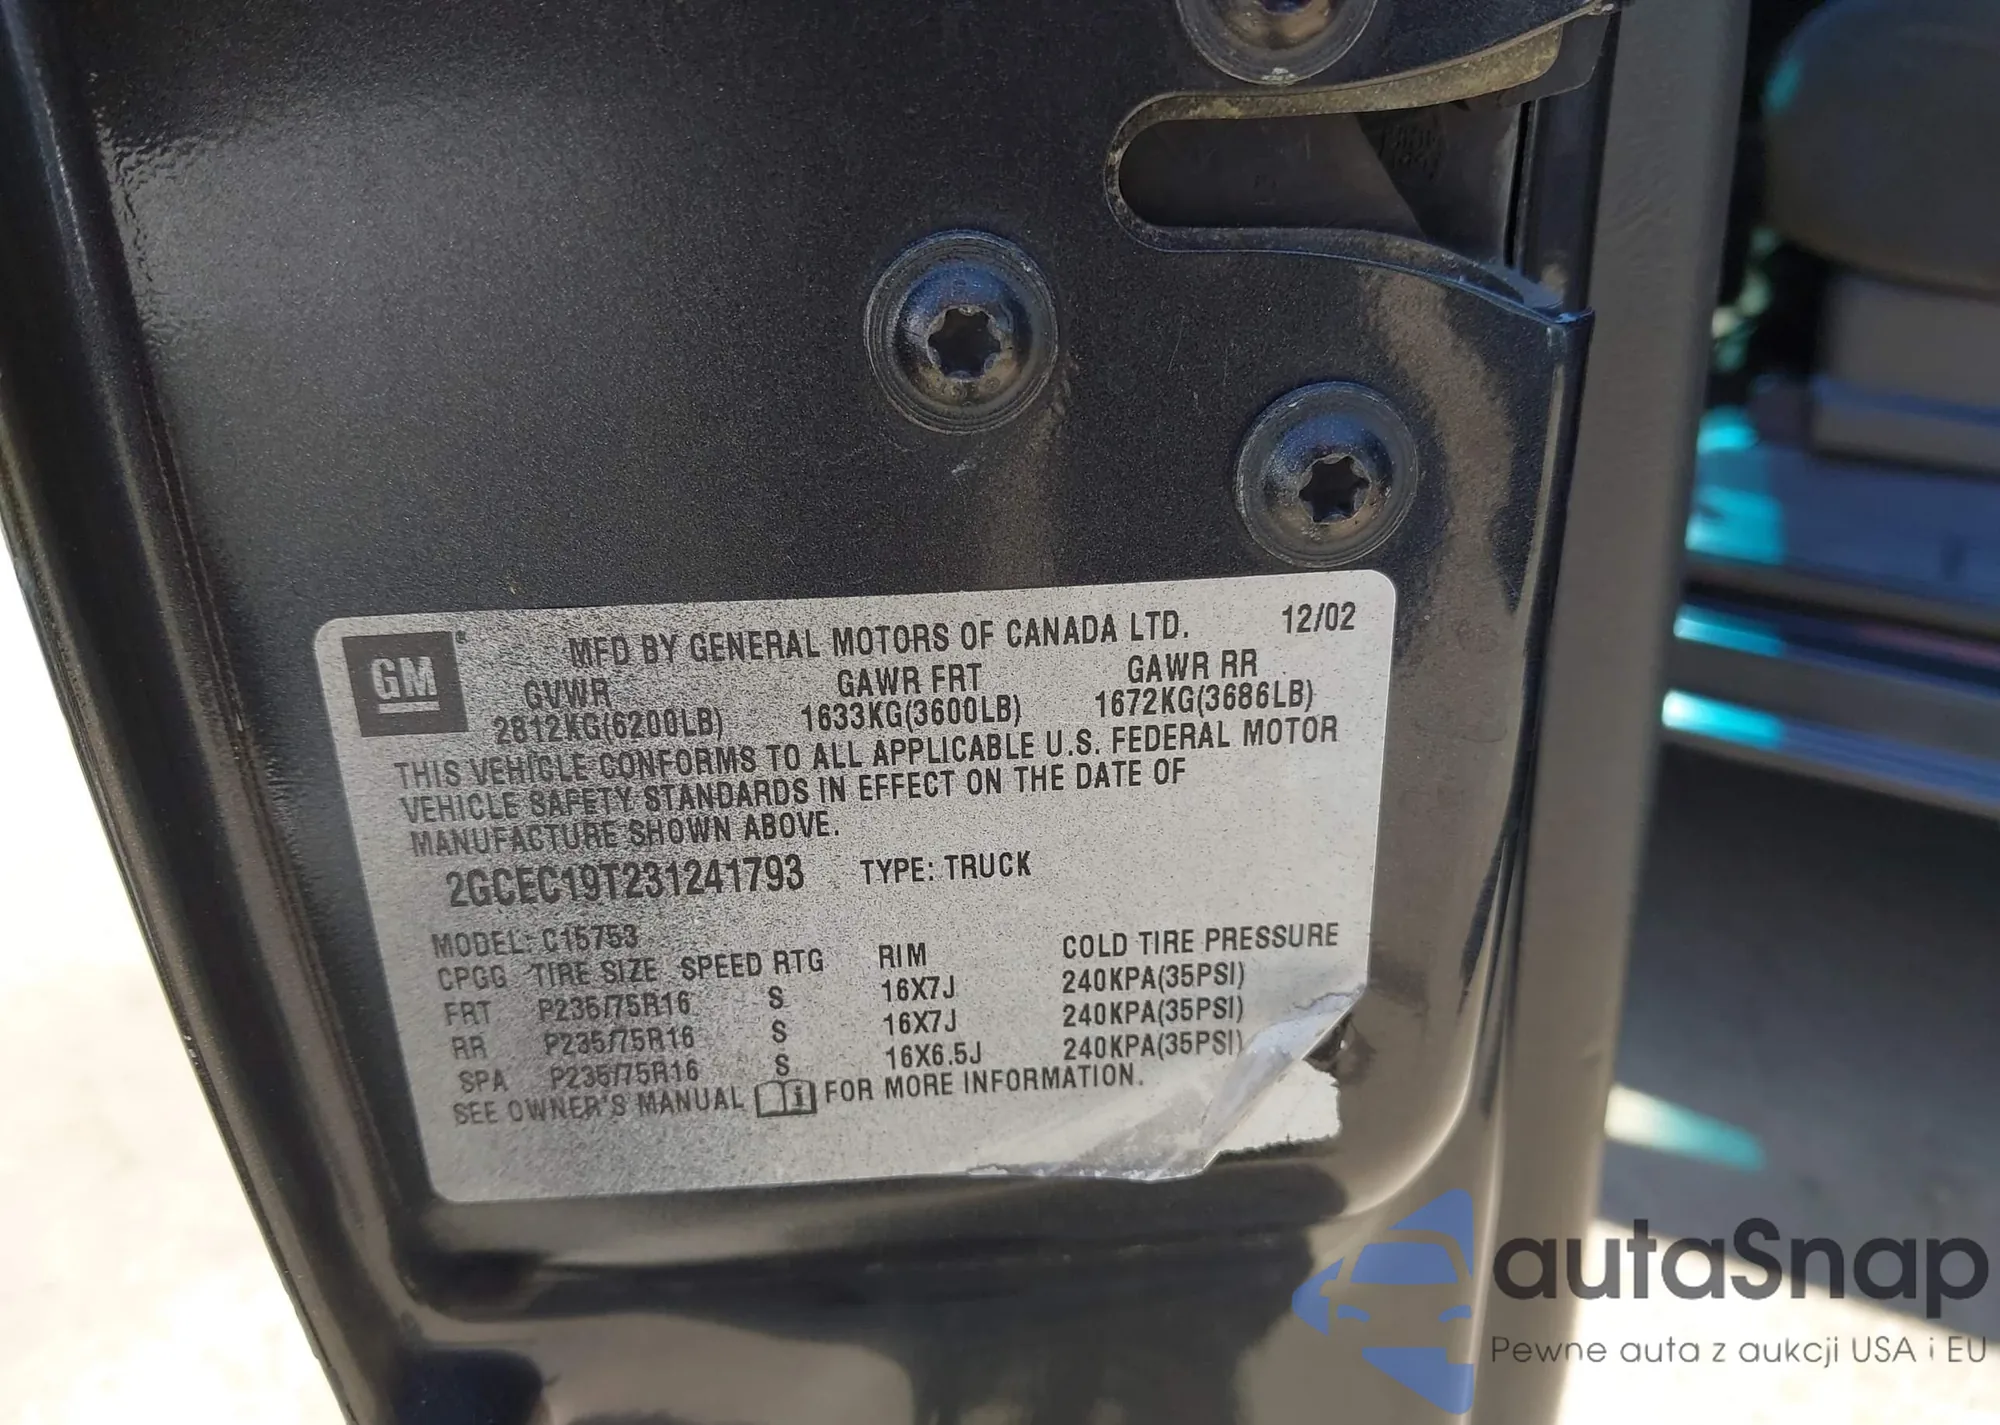 GM
MFD BY GENERAL MOTORS OF CANADA LTD. 12/02
GVWR GAWR FRT GAWR RR
2812KG(6200LB) 1633KG(3600LB) 1672KG(3686LB)
THIS VEHICLE CONFORMS TO ALL APPLICABLE U.S. FEDERAL MOTOR
VEHICLE SAFETY STANDARDS IN EFFECT ON THE DATE OF
MANUFACTURE SHOWN ABOVE.
2GCEC19T231241793 TYPE: TRUCK
MODEL: C15753
CPGG TIRE SIZE SPEED RTG RIM COLD TIRE PRESSURE
FRT P235/75R16 S 16X7J 240KPA(35PSI)
RR P235/75R16 S 16X7J 240KPA(35PSI)
SPA P235/75R16 S 16X6.5J 240KPA(35PSI)
SEE OWNER'S MANUAL FOR MORE INFORMATION.
autaSnap
Pewne auta z aukcji USA i EU